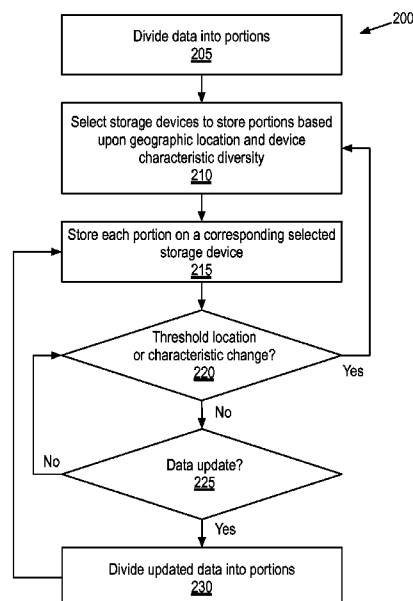 200
Divide data into portions
205
Select storage devices to store portions based
upon geographic location and device
characteristic diversity
210
Store each portion on a corresponding selected
storage device
215
Threshold location
or characteristic change?
220
Yes
No
No
Data update?
225
Yes
Divide updated data into portions
230